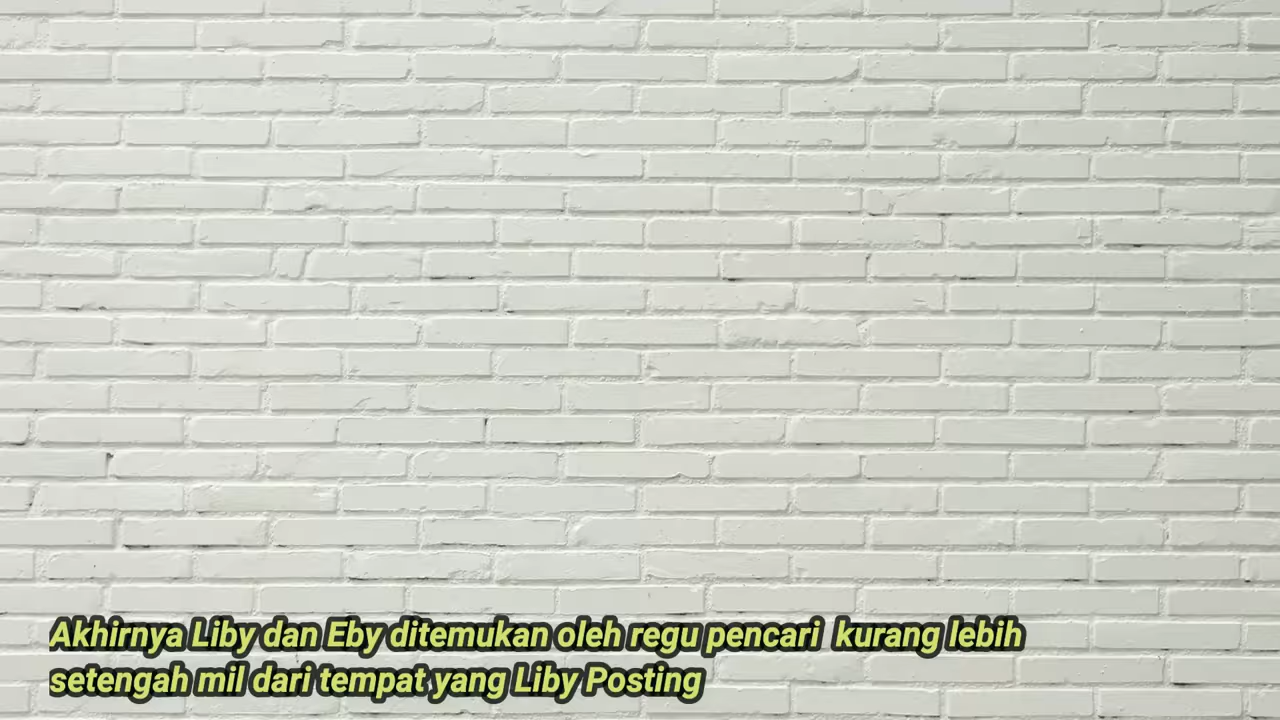 Akhirnya Liby dan Eby ditemukan oleh regu pencari  kurang lebih
setengah mil dari tempat yang Liby Posting